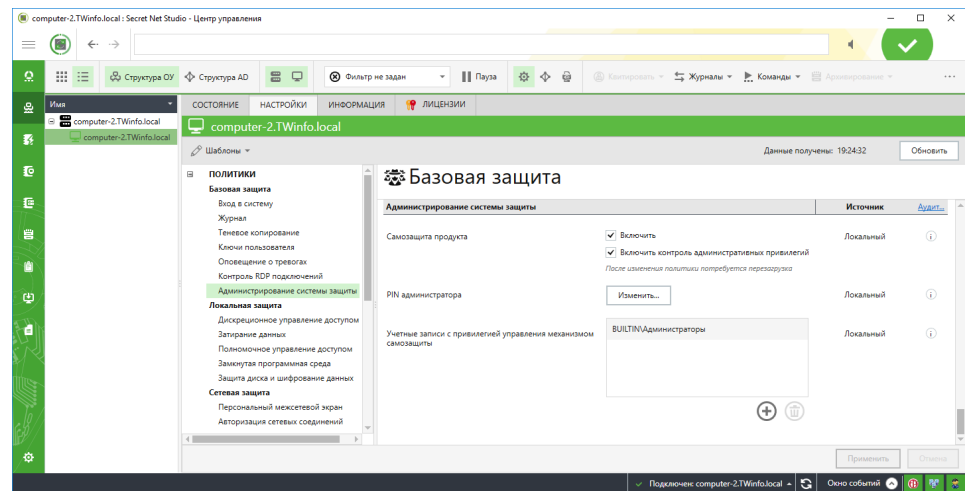 computer-2.TWinfo.local : Secret Net Studio - Центр управления
Структура ОУ Структура AD Фильтр не задан Пауза Квитировать Журналы Команды Архивирование
Имя
computer-2.TWinfo.local
computer-2.TWinfo.local
СОСТОЯНИЕ НАСТРОЙКИ ИНФОРМАЦИЯ ЛИЦЕНЗИИ
computer-2.TWinfo.local
Шаблоны Данные получены: 19:24:32 Обновить
ПОЛИТИКИ
Базовая защита
Вход в систему
Журнал
Теневое копирование
Ключи пользователя
Оповещение о тревогах
Контроль RDP подключений
Администрирование системы защиты
Локальная защита
Дискреционное управление доступом
Затирание данных
Полномочное управление доступом
Замкнутая программная среда
Защита диска и шифрование данных
Сетевая защита
Персональный межсетевой экран
Авторизация сетевых соединений
Базовая защита
Администрирование системы защиты Источник Аудит...
Самозащита продукта Включить Локальный
Включить контроль административных привилегий
После изменения политики потребуется перезагрузка
PIN администратора Изменить... Локальный
Учетные записи с привилегией управления механизмом
самозащиты
BUILTIN\Администраторы Локальный
Применить Отмена
Подключен: computer-2.TWinfo.local Окно событий